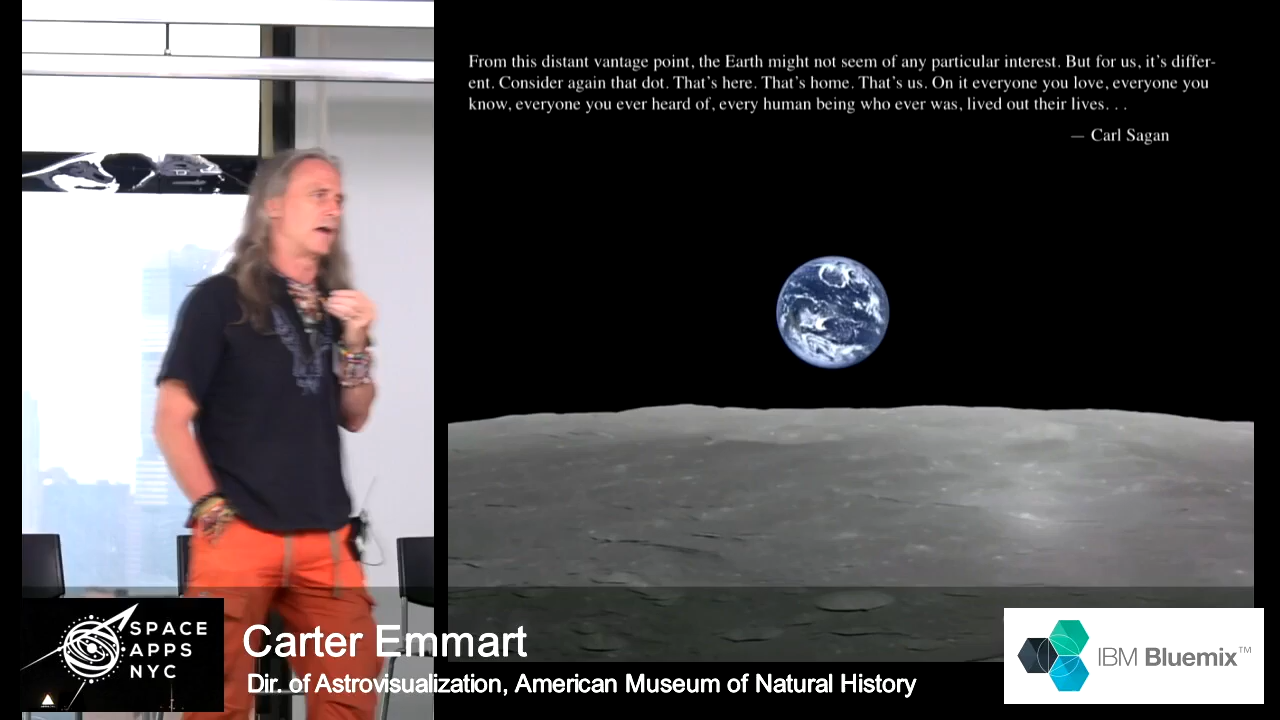 From this distant vantage point, the Earth might not seem of any particular interest. But for us, it's differ-
ent. Consider again that dot. That's here. That's home. That's us. On it everyone you love, everyone you
know, everyone you ever heard of, every human being who ever was, lived out their lives. . .
— Carl Sagan
SPACE
APPS
NYC
Carter Emmart
Dir. of Astrovisualization, American Museum of Natural History
IBM Bluemix™